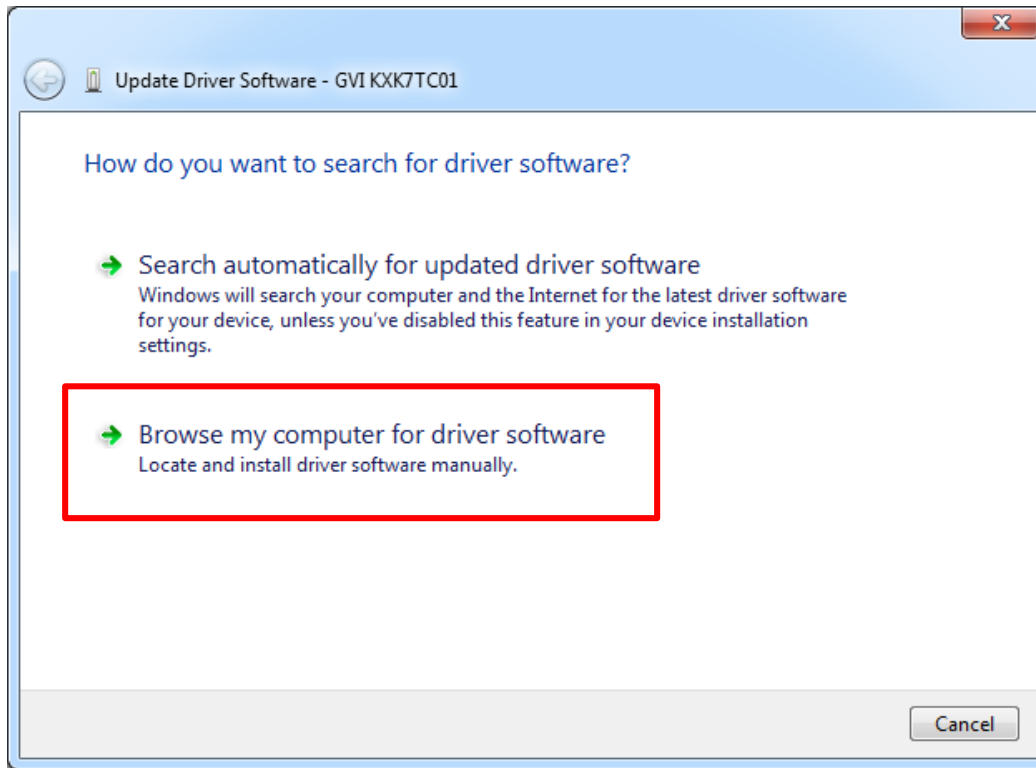 Update Driver Software - GVI KXK7TC01
How do you want to search for driver software?
Search automatically for updated driver software
Windows will search your computer and the Internet for the latest driver software
for your device, unless you've disabled this feature in your device installation
settings.
Browse my computer for driver software
Locate and install driver software manually.
Cancel